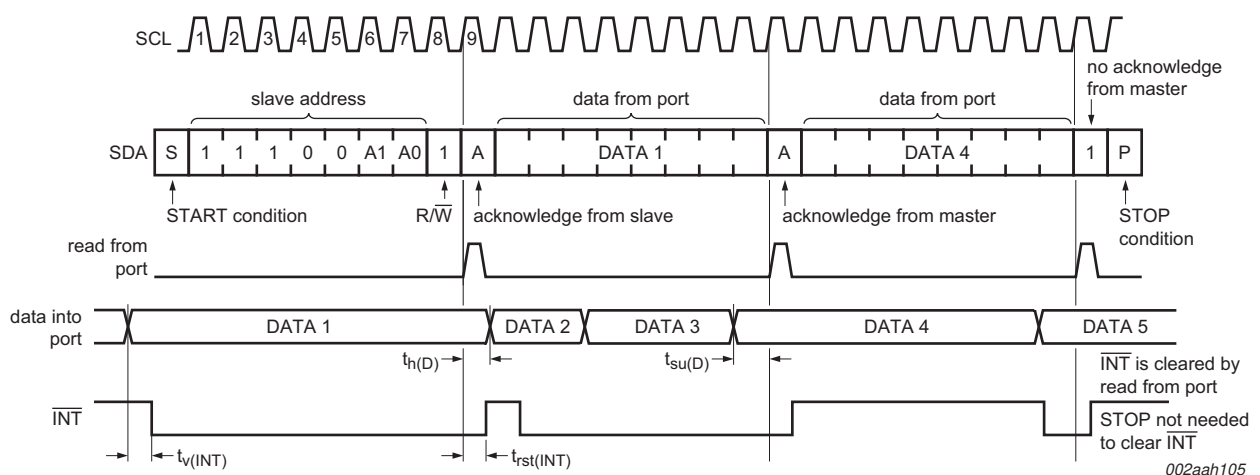 SCL 1 2 3 4 5 6 7 8 9
no acknowledge
from master
slave address data from port data from port
SDA S 1 1 1 0 0 A1 A0 1 A DATA 1 A DATA 4 1 P
START condition R/W̅ acknowledge from slave acknowledge from master STOP
condition
read from
port
data into
port
DATA 1 DATA 2 DATA 3 DATA 4 DATA 5
th(D) tsu(D)
I̅N̅T̅ is cleared by
read from port
I̅N̅T̅
STOP not needed
to clear I̅N̅T̅
tv(INT) trst(INT)
002aah105